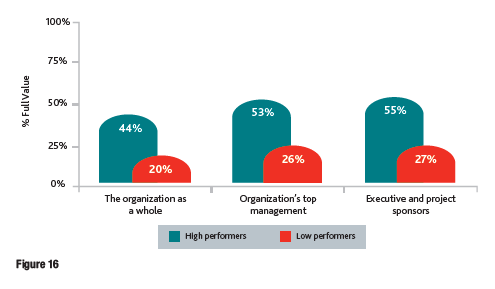 100%
75%
50%
25%
0%
% Full Value
44%
20%
53%
26%
55%
27%
The organization as
a whole
Organization's top
management
Executive and project
sponsors
High performers
Low performers
Figure 16